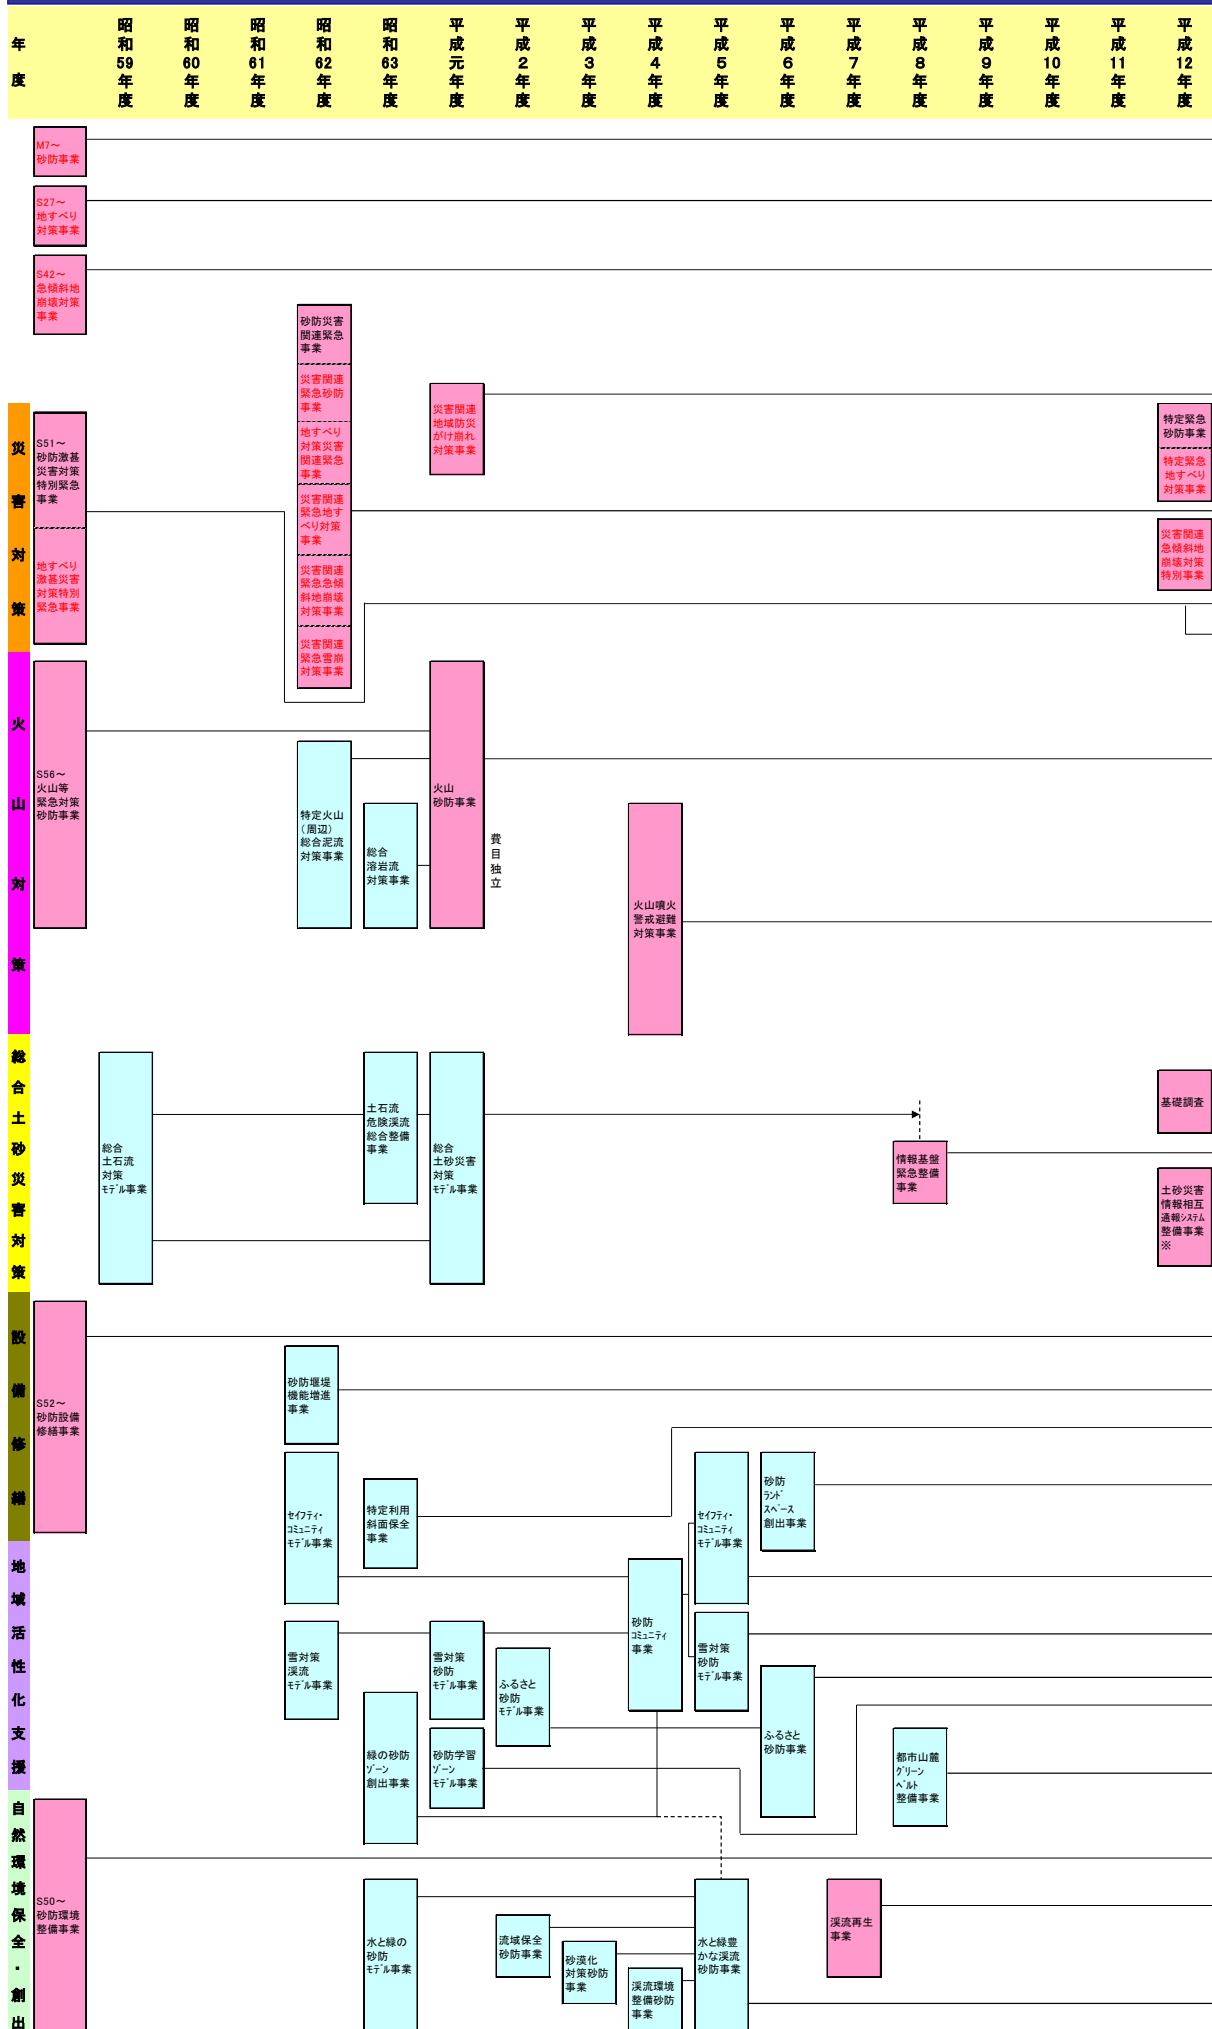 年度
昭和59年度
昭和60年度
昭和61年度
昭和62年度
昭和63年度
平成元年度
平成2年度
平成3年度
平成4年度
平成5年度
平成6年度
平成7年度
平成8年度
平成9年度
平成10年度
平成11年度
平成12年度
M7～
砂防事業
S27～
地すべり
対策事業
S42～
急傾斜地
崩壊対策
事業
災害対策
S51～
砂防激甚
災害対策
特別緊急
事業
地すべり
激甚災害
対策特別
緊急事業
砂防災害
関連緊急
事業
災害関連
緊急砂防
事業
地すべり
対策災害
関連緊急
事業
災害関連
緊急地す
べり対策
事業
災害関連
緊急急傾
斜地崩壊
対策事業
災害関連
緊急雪崩
対策事業
災害関連
地域防災
がけ崩れ
対策事業
特定緊急
砂防事業
特定緊急
地すべり
対策事業
災害関連
急傾斜地
崩壊対策
特別事業
火山対策
S56～
火山等
緊急対策
砂防事業
特定火山
（周辺）
総合泥流
対策事業
総合
溶岩流
対策事業
火山
砂防事業
費目独立
火山噴火
警戒避難
対策事業
総合土砂災害対策
総合
土石流
対策
ﾓﾃﾞﾙ事業
土石流
危険渓流
総合整備
事業
総合
土砂災害
対策
ﾓﾃﾞﾙ事業
情報基盤
緊急整備
事業
基礎調査
土砂災害
情報相互
通報ｼｽﾃﾑ
整備事業
※
設備修繕
S52～
砂防設備
修繕事業
砂防堰堤
機能増進
事業
ｾｲﾌﾃｨ･
ｺﾐｭﾆﾃｨ
ﾓﾃﾞﾙ事業
特定利用
斜面保全
事業
ｾｲﾌﾃｨ･
ｺﾐｭﾆﾃｨ
ﾓﾃﾞﾙ事業
砂防
ﾗﾝﾄﾞ
ｽﾍﾟｰｽ
創出事業
地域活性化支援
雪対策
渓流
ﾓﾃﾞﾙ事業
緑の砂防
ｿﾞｰﾝ
創出事業
雪対策
砂防
ﾓﾃﾞﾙ事業
砂防学習
ｿﾞｰﾝ
ﾓﾃﾞﾙ事業
ふるさと
砂防
ﾓﾃﾞﾙ事業
砂防
ｺﾐｭﾆﾃｨ
事業
雪対策
砂防
ﾓﾃﾞﾙ事業
ふるさと
砂防事業
都市山麓
ｸﾞﾘｰﾝ
ﾍﾞﾙﾄ
整備事業
自然環境保全・創出
S50～
砂防環境
整備事業
水と緑の
砂防
ﾓﾃﾞﾙ事業
流域保全
砂防事業
砂漠化
対策砂防
事業
渓流環境
整備砂防
事業
水と緑豊
かな渓流
砂防事業
渓流再生
事業